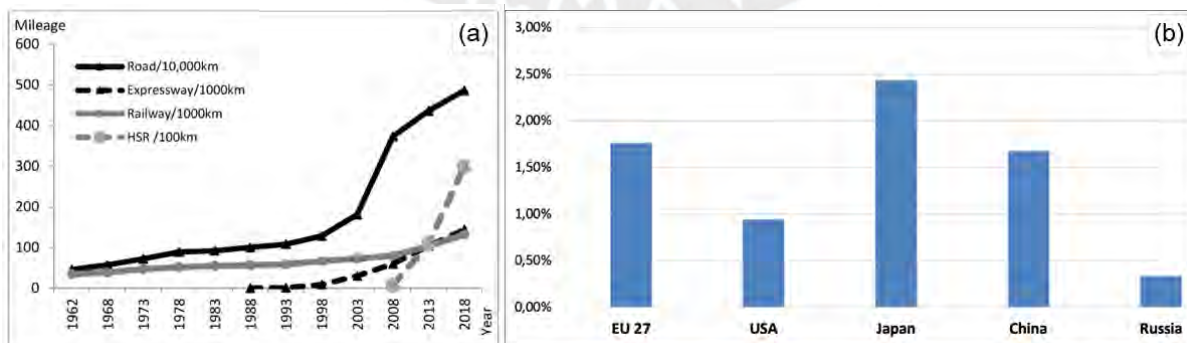 Mileage
(a)
600
500
400
300
200
100
0
Road/10,000km
Expressway/1000km
Railway/1000km
HSR /100km
1962
1968
1973
1978
1983
1988
1993
1998
2003
2008
2013
2018
Year
(b)
3,00%
2,50%
2,00%
1,50%
1,00%
0,50%
0,00%
EU 27
USA
Japan
China
Russia